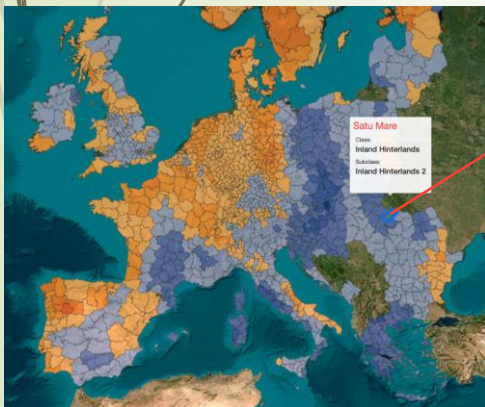 Satu Mare
Class:
Inland Hinterlands
Subclass:
Inland Hinterlands 2